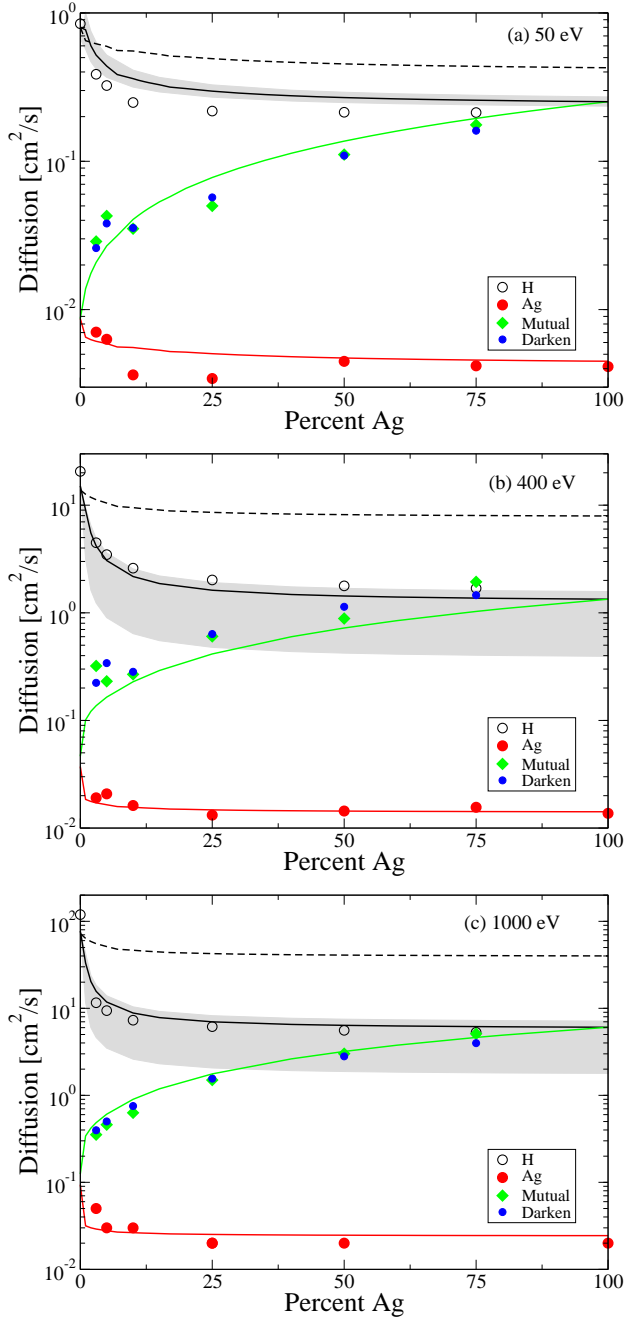 (a) 50 eV
10^0
10^-1
10^-2
Diffusion [cm^2/s]
H
Ag
Mutual
Darken
0 25 50 75 100
Percent Ag
(b) 400 eV
10^1
10^0
10^-1
10^-2
Diffusion [cm^2/s]
H
Ag
Mutual
Darken
0 25 50 75 100
Percent Ag
(c) 1000 eV
10^2
10^1
10^0
10^-1
10^-2
Diffusion [cm^2/s]
H
Ag
Mutual
Darken
0 25 50 75 100
Percent Ag